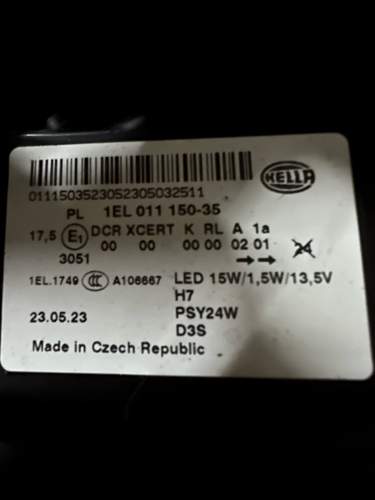 HELLA
0111503523052305032511
PL 1EL 011 150-35
17,5 E1 DCR XCERT K RL A 1a
00 00 00 00 02 01 24
3051
1EL.1749 CCC A106667 LED 15W/1,5W/13,5V
H7
23.05.23 PSY24W
D3S
Made in Czech Republic